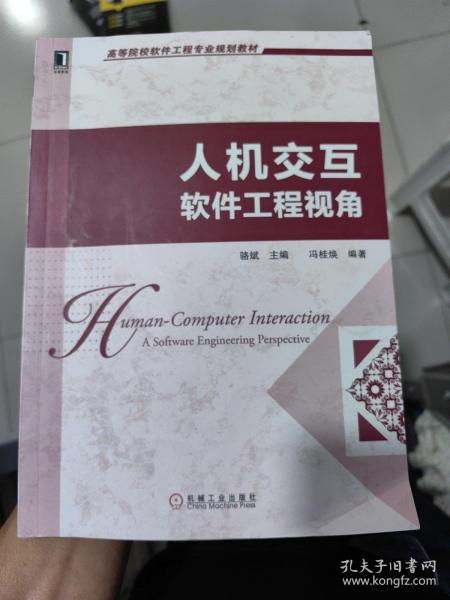 高等院校软件工程专业规划教材
人机交互
软件工程视角
骆斌 主编 冯桂焕 编著
Human-Computer Interaction
A Software Engineering Perspective
机械工业出版社
China Machine Press
孔夫子旧书网
www.kongfz.com